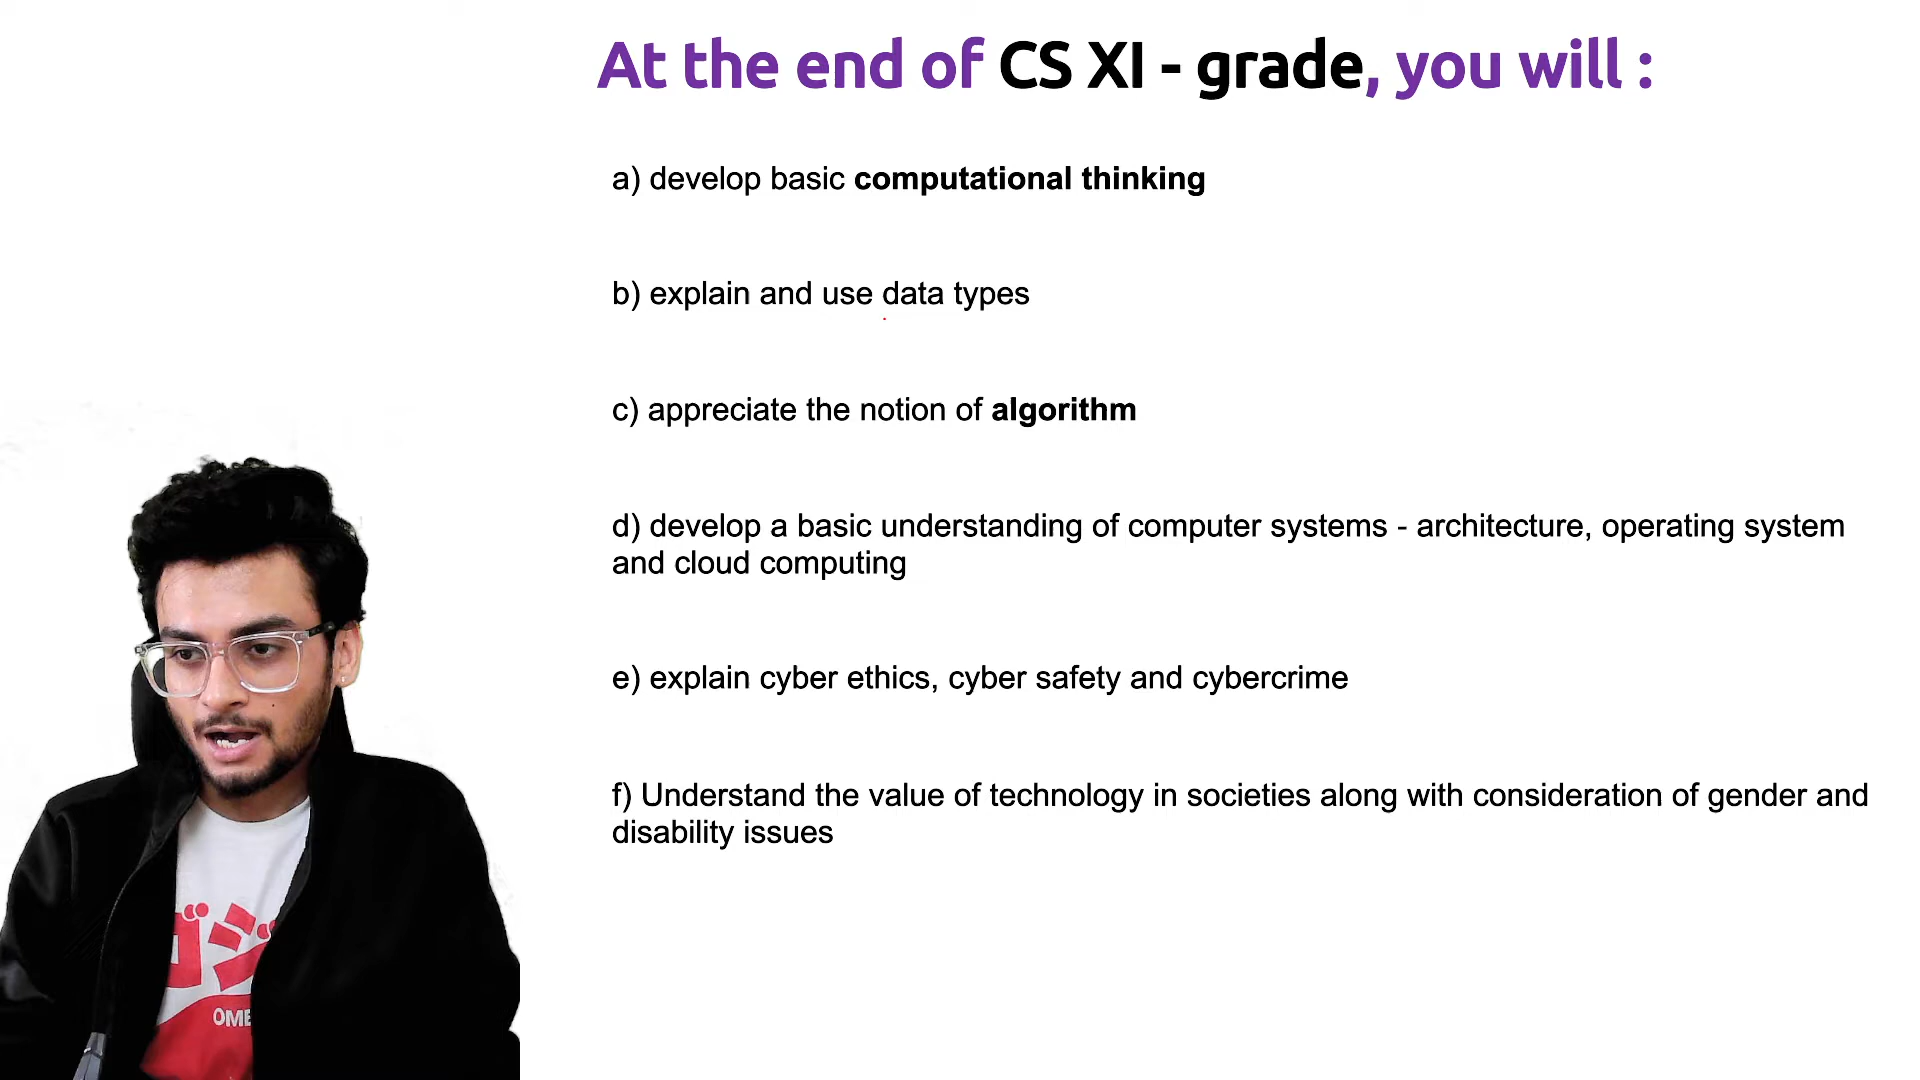 At the end of CS XI - grade, you will :
a) develop basic computational thinking
b) explain and use data types
c) appreciate the notion of algorithm
d) develop a basic understanding of computer systems - architecture, operating system
and cloud computing
e) explain cyber ethics, cyber safety and cybercrime
f) Understand the value of technology in societies along with consideration of gender and
disability issues